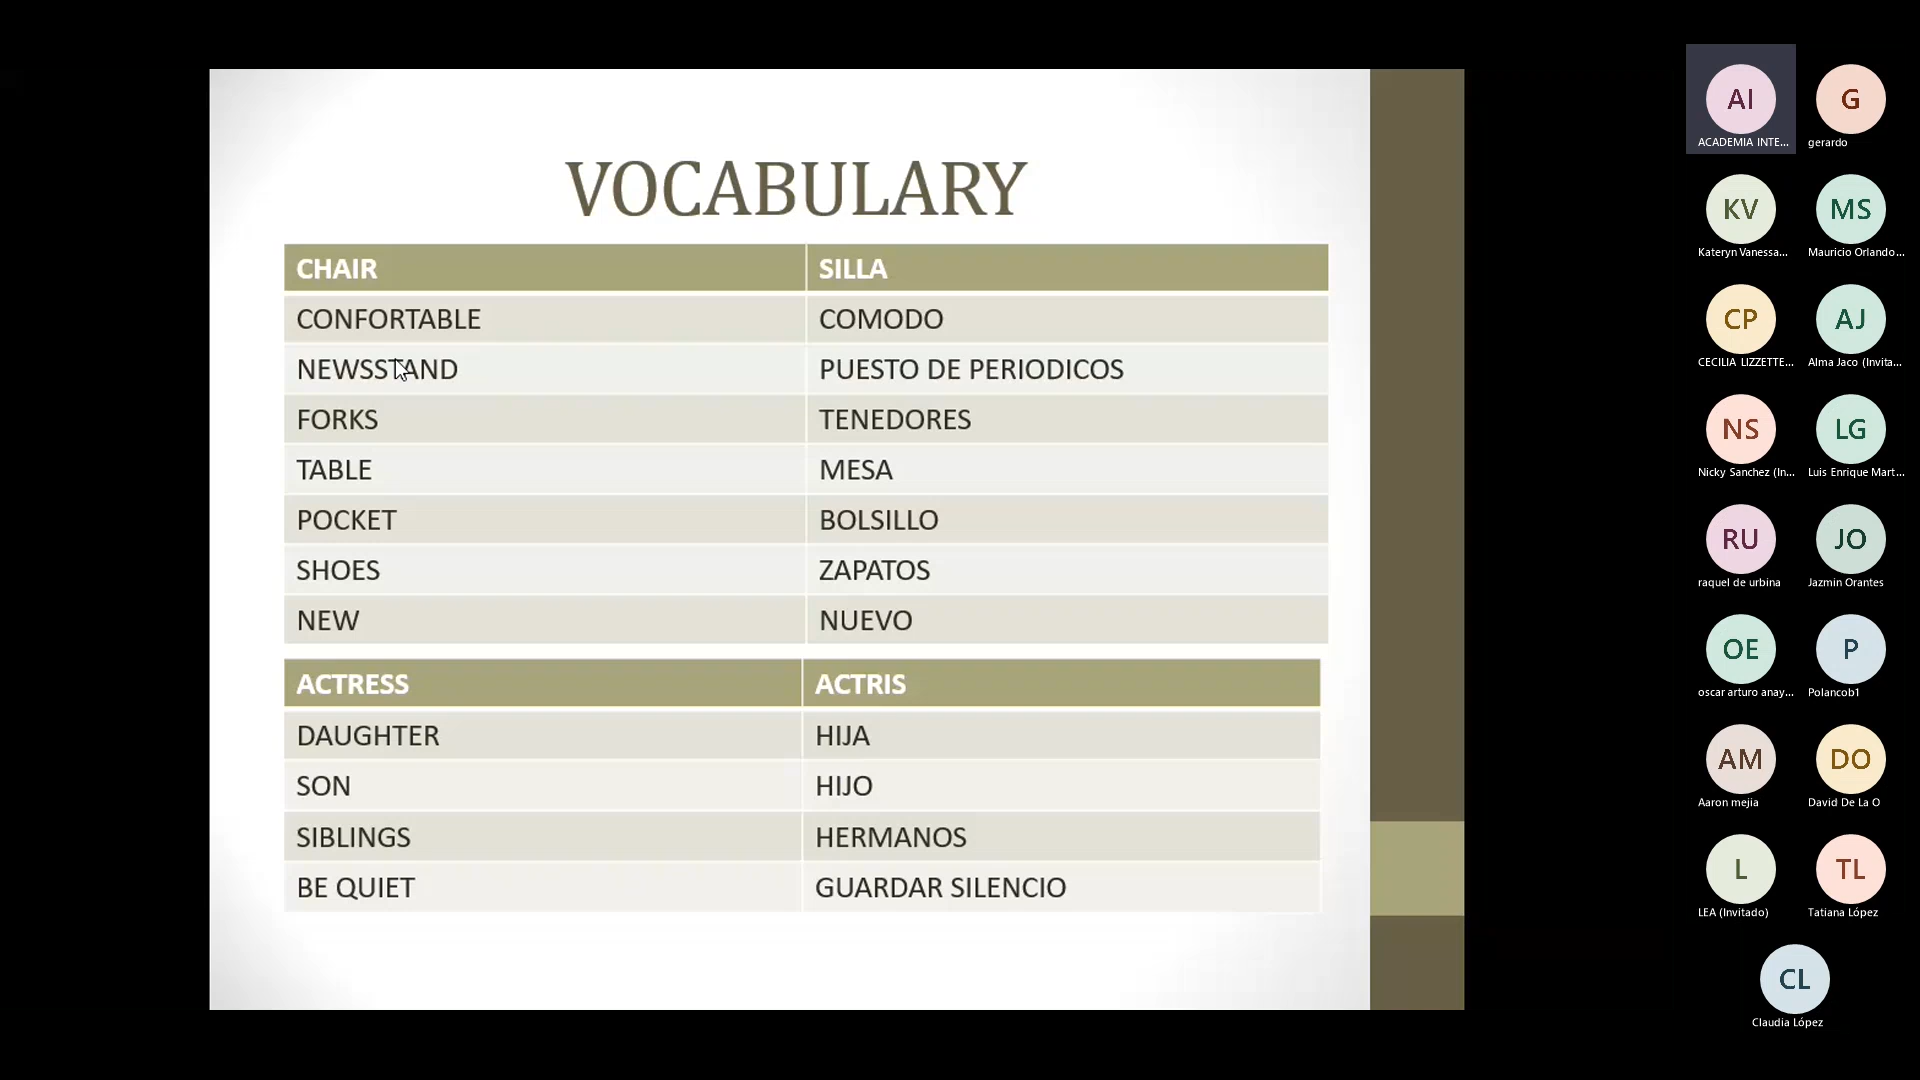 VOCABULARY
CHAIR SILLA
CONFORTABLE COMODO
NEWSSTAND PUESTO DE PERIODICOS
FORKS TENEDORES
TABLE MESA
POCKET BOLSILLO
SHOES ZAPATOS
NEW NUEVO
ACTRESS ACTRIS
DAUGHTER HIJA
SON HIJO
SIBLINGS HERMANOS
BE QUIET GUARDAR SILENCIO
AI G
ACADEMIA INTE... gerardo
KV MS
Kateryn Vanessa... Mauricio Orlando...
CP AJ
CECILIA LIZZETTE... Alma Jaco (Invita...
NS LG
Nicky Sanchez (In... Luis Enrique Mart...
RU JO
raquel de urbina Jazmin Orantes
OE P
oscar arturo anay... Polancob1
AM DO
Aaron mejia David De La O
L TL
LEA (Invitado) Tatiana López
CL
Claudia López